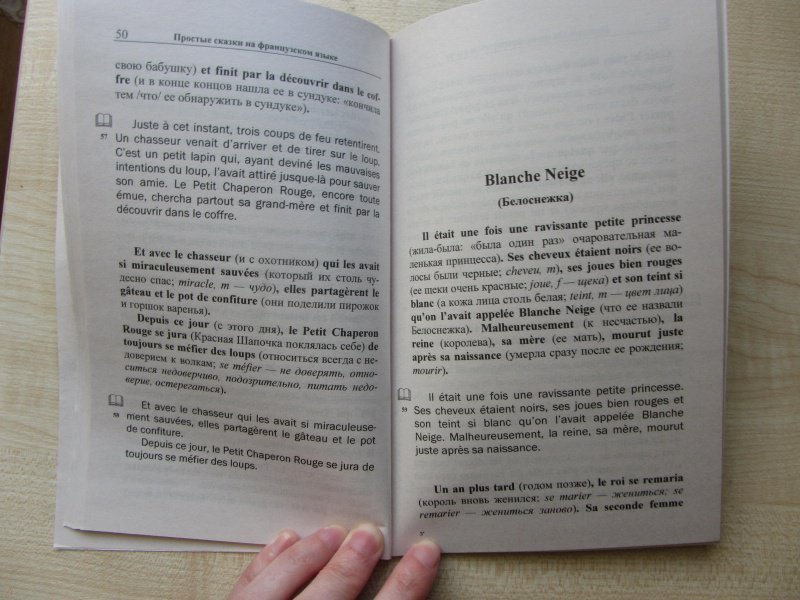 50
Простые сказки на французском языке
свою бабушку) et finit par la découvrir dans le cof-
fre (и в конце концов нашла ее в сундуке: «кончила
тем /что/ ее обнаружить в сундуке»).
Juste à cet instant, trois coups de feu retentirent.
57
Un chasseur venait d'arriver et de tirer sur le loup.
C'est un petit lapin qui, ayant deviné les mauvaises
intentions du loup, l'avait attiré jusque-là pour sauver
son amie. Le Petit Chaperon Rouge, encore toute
émue, chercha partout sa grand-mère et finit par la
découvrir dans le coffre.
Et avec le chasseur (и с охотником) qui les avait
si miraculeusement sauvées (который их столь чу-
десно спас; miracle, m — чудо), elles partagèrent le
gâteau et le pot de confiture (они поделили пирожок
и горшок варенья).
Depuis ce jour (с этого дня), le Petit Chaperon
Rouge se jura (Красная Шапочка поклялась себе) de
toujours se méfier des loups (относиться всегда с не-
доверием к волкам; se méfier — не доверять, отно-
ситься недоверчиво, подозрительно, питать недо-
верие, остерегаться).
Et avec le chasseur qui les avait si miraculeuse-
58
ment sauvées, elles partagèrent le gâteau et le pot
de confiture.
Depuis ce jour, le Petit Chaperon Rouge se jura de
toujours se méfier des loups.
Blanche Neige
(Белоснежка)
Il était une fois une ravissante petite princesse
(жила-была: «была один раз» очаровательная ма-
ленькая принцесса). Ses cheveux étaient noirs (ее во-
лосы были черные; cheveu, m), ses joues bien rouges
(ее щеки очень красные; joue, f — щека) et son teint si
blanc (а кожа лица столь белая; teint, m — цвет лица)
qu'on l'avait appelée Blanche Neige (что ее назвали
Белоснежка). Malheureusement (к несчастью), la
reine (королева), sa mère (ее мать), mourut juste
après sa naissance (умерла сразу после ее рождения;
mourir).
Il était une fois une ravissante petite princesse.
59
Ses cheveux étaient noirs, ses joues bien rouges et
son teint si blanc qu'on l'avait appelée Blanche
Neige. Malheureusement, la reine, sa mère, mourut
juste après sa naissance.
Un an plus tard (годом позже), le roi se remaria
(король вновь женился; se marier — жениться; se
remarier — жениться заново). Sa seconde femme
3*